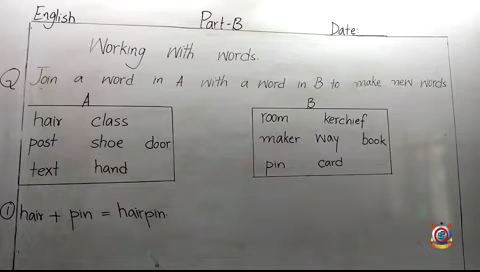 English Part-B Date:
Working with words.
Q Join a word in A with a word in B to make new words
A B
hair class room kerchief
post shoe door maker way book
text hand pin card
① hair + pin = hairpin.